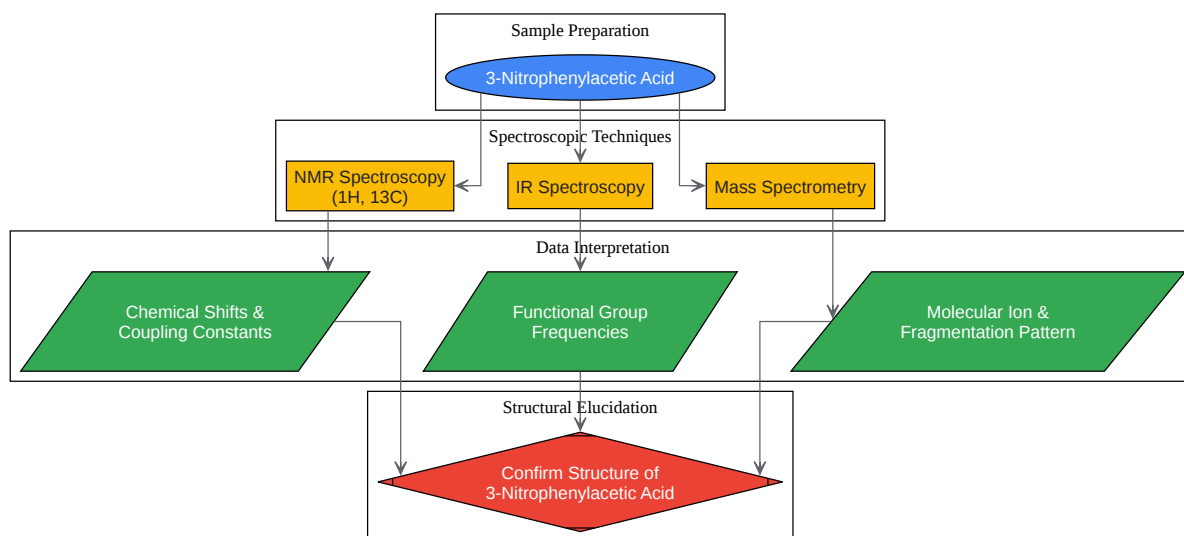 Sample Preparation
3-Nitrophenylacetic Acid
Spectroscopic Techniques
NMR Spectroscopy
(1H, 13C)
IR Spectroscopy
Mass Spectrometry
Data Interpretation
Chemical Shifts &
Coupling Constants
Functional Group
Frequencies
Molecular Ion &
Fragmentation Pattern
Structural Elucidation
Confirm Structure of
3-Nitrophenylacetic Acid